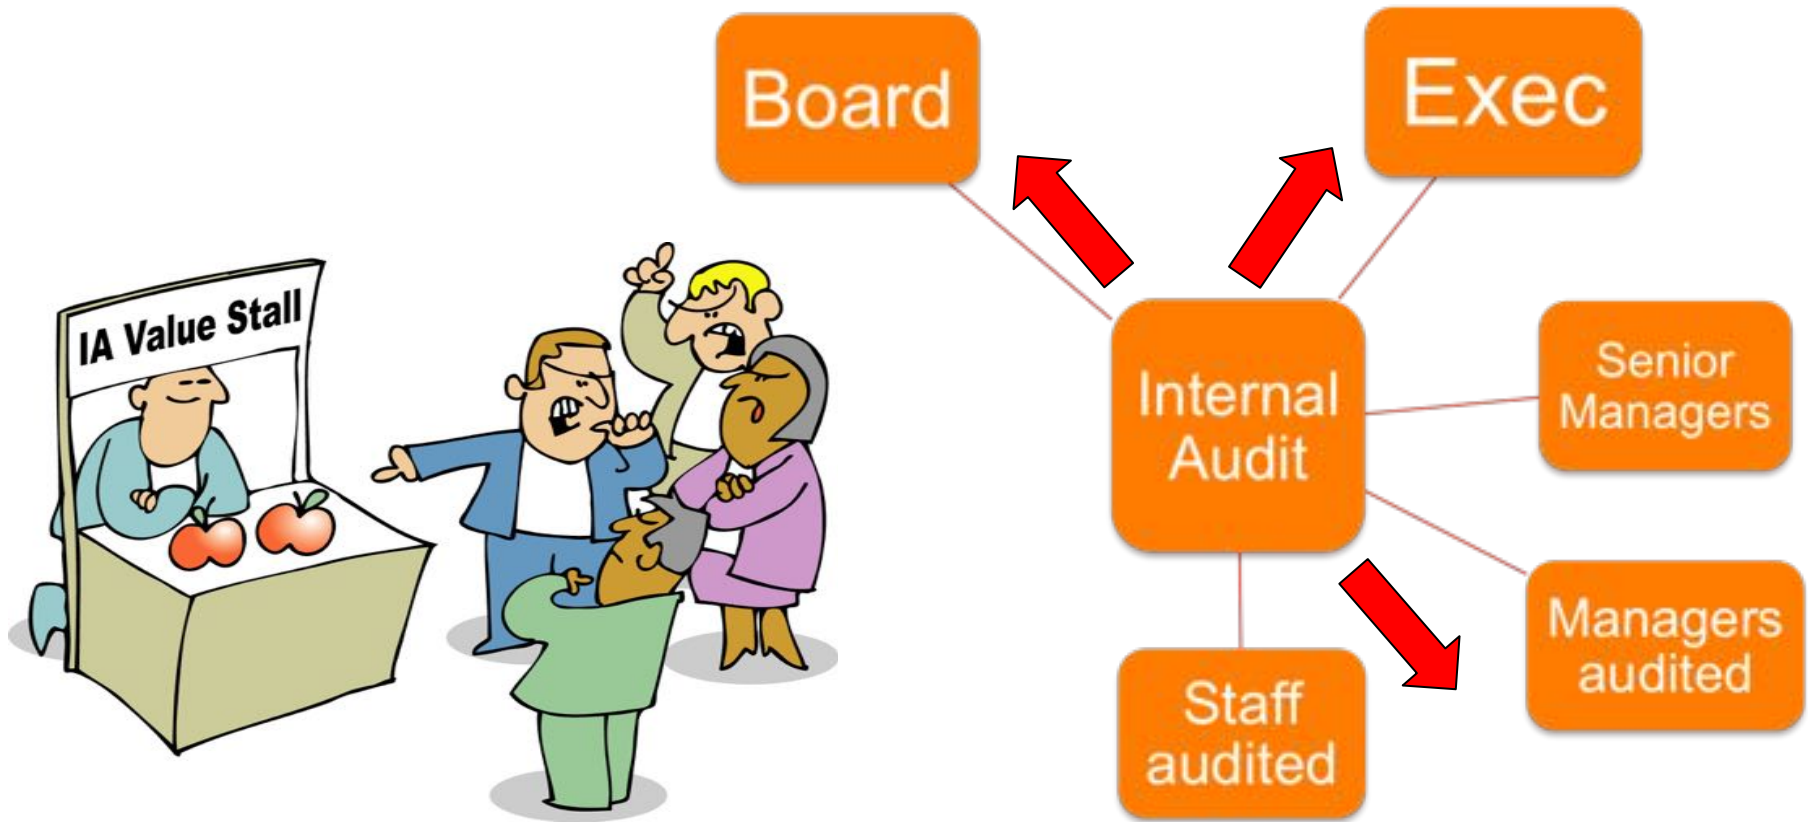 IA Value Stall
Board
Exec
Internal
Audit
Senior
Managers
Managers
audited
Staff
audited